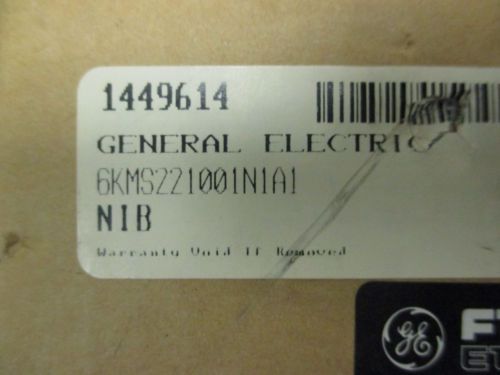 1449614
GENERAL ELECTRIC
6KMS221001N1A1
NIB
Warranty Void If Removed
GE